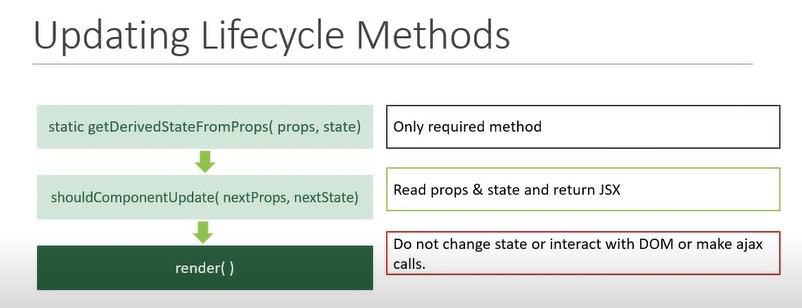 Updating Lifecycle Methods
static getDerivedStateFromProps( props, state)
Only required method
shouldComponentUpdate( nextProps, nextState)
Read props & state and return JSX
render( )
Do not change state or interact with DOM or make ajax
calls.